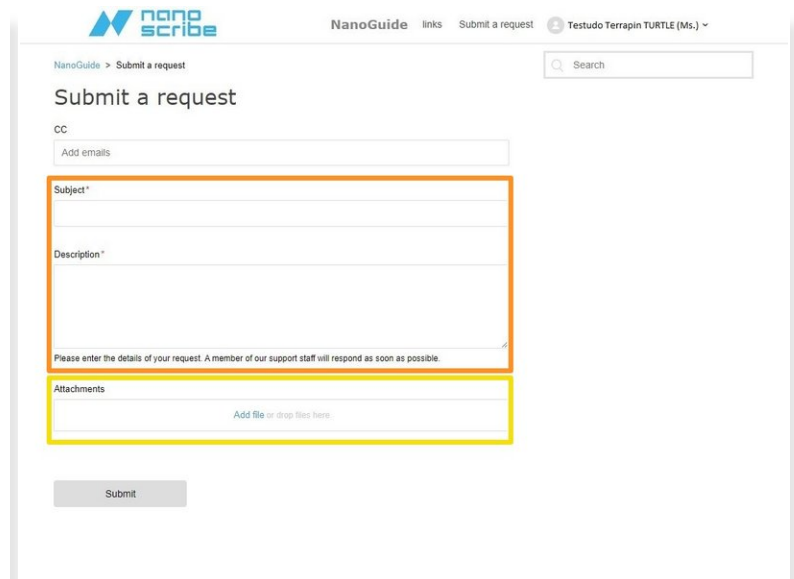 nano
scribe
NanoGuide links Submit a request Testudo Terrapin TURTLE (Ms.)
NanoGuide > Submit a request
Search
Submit a request
CC
Add emails
Subject*
Description*
Please enter the details of your request. A member of our support staff will respond as soon as possible.
Attachments
Add file or drop files here
Submit